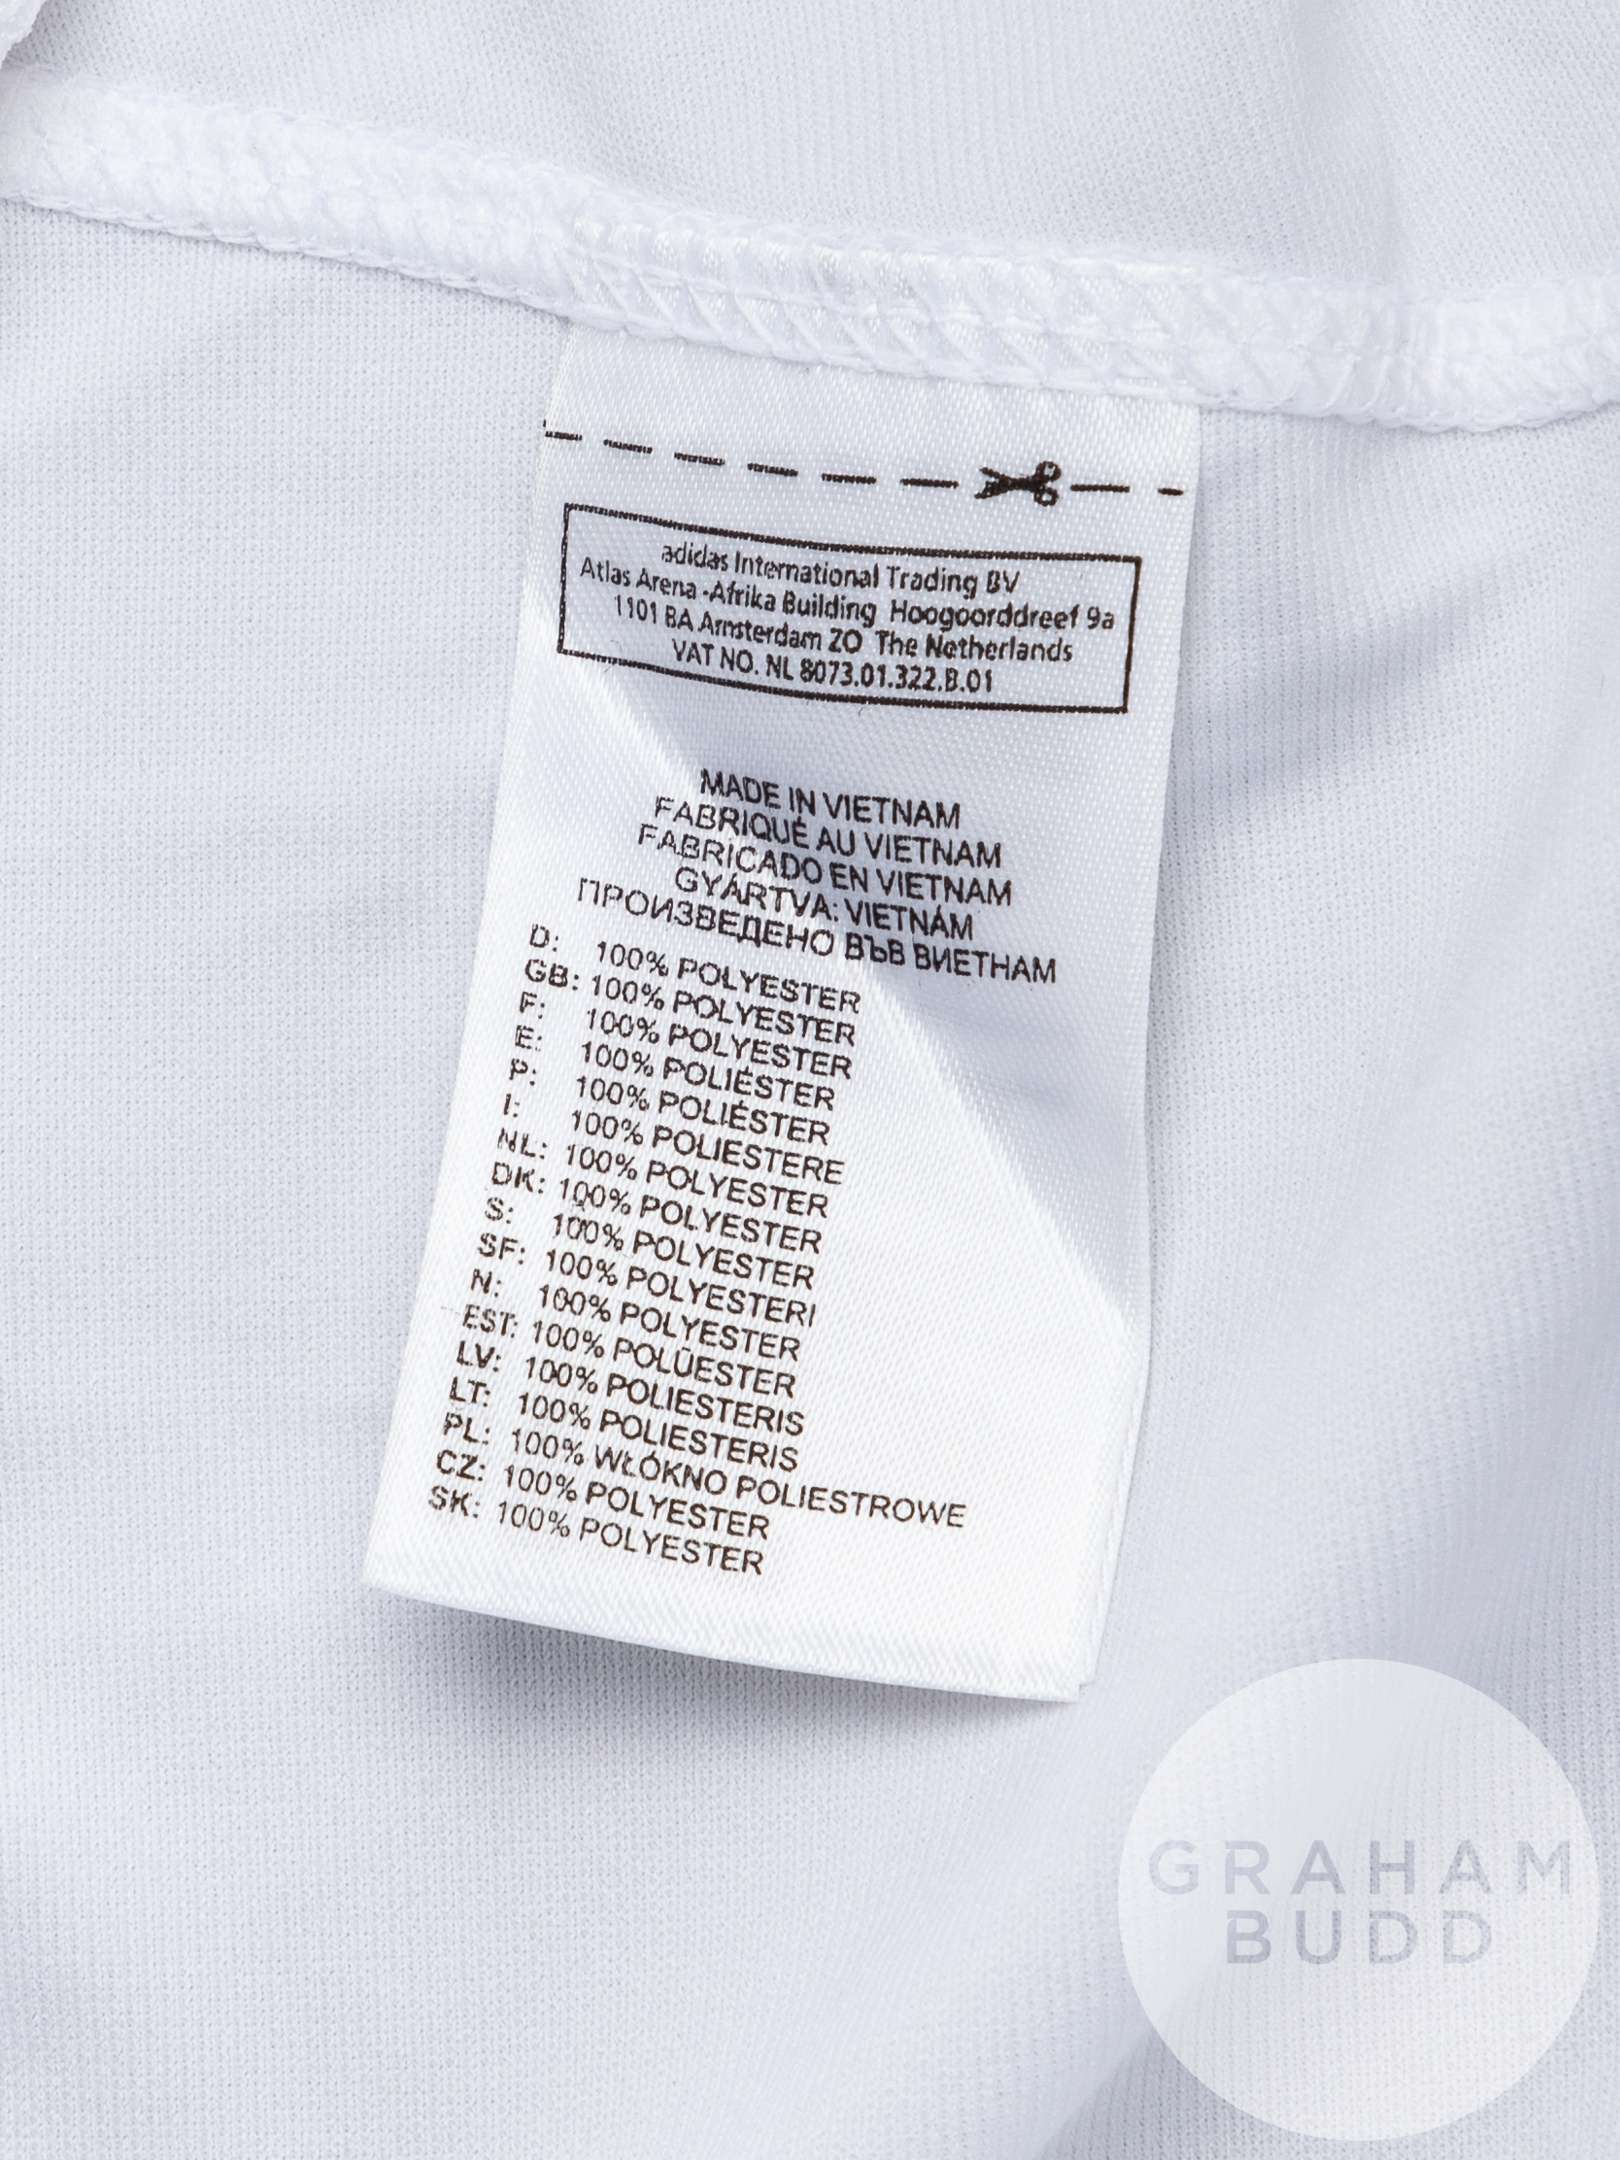 adidas International Trading BV
Atlas Arena -Afrika Building Hoogoorddreef 9a
1101 BA Amsterdam ZO The Netherlands
VAT NO. NL 8073.01.322.B.01
MADE IN VIETNAM
FABRIQUÉ AU VIETNAM
FABRICADO EN VIETNAM
GYÁRTVA: VIETNÁM
ПРОИЗВЕДЕНО ВЪВ ВИЕТНАМ
D: 100% POLYESTER
GB: 100% POLYESTER
F: 100% POLYESTER
E: 100% POLIÉSTER
P: 100% POLIÉSTER
I: 100% POLIESTERE
NL: 100% POLYESTER
DK: 100% POLYESTER
S: 100% POLYESTER
SF: 100% POLYESTERI
N: 100% POLYESTER
EST: 100% POLÜESTER
LV: 100% POLIESTERIS
LT: 100% POLIESTERIS
PL: 100% WŁÓKNO POLIESTROWE
CZ: 100% POLYESTER
SK: 100% POLYESTER
GRAHAM
BUDD